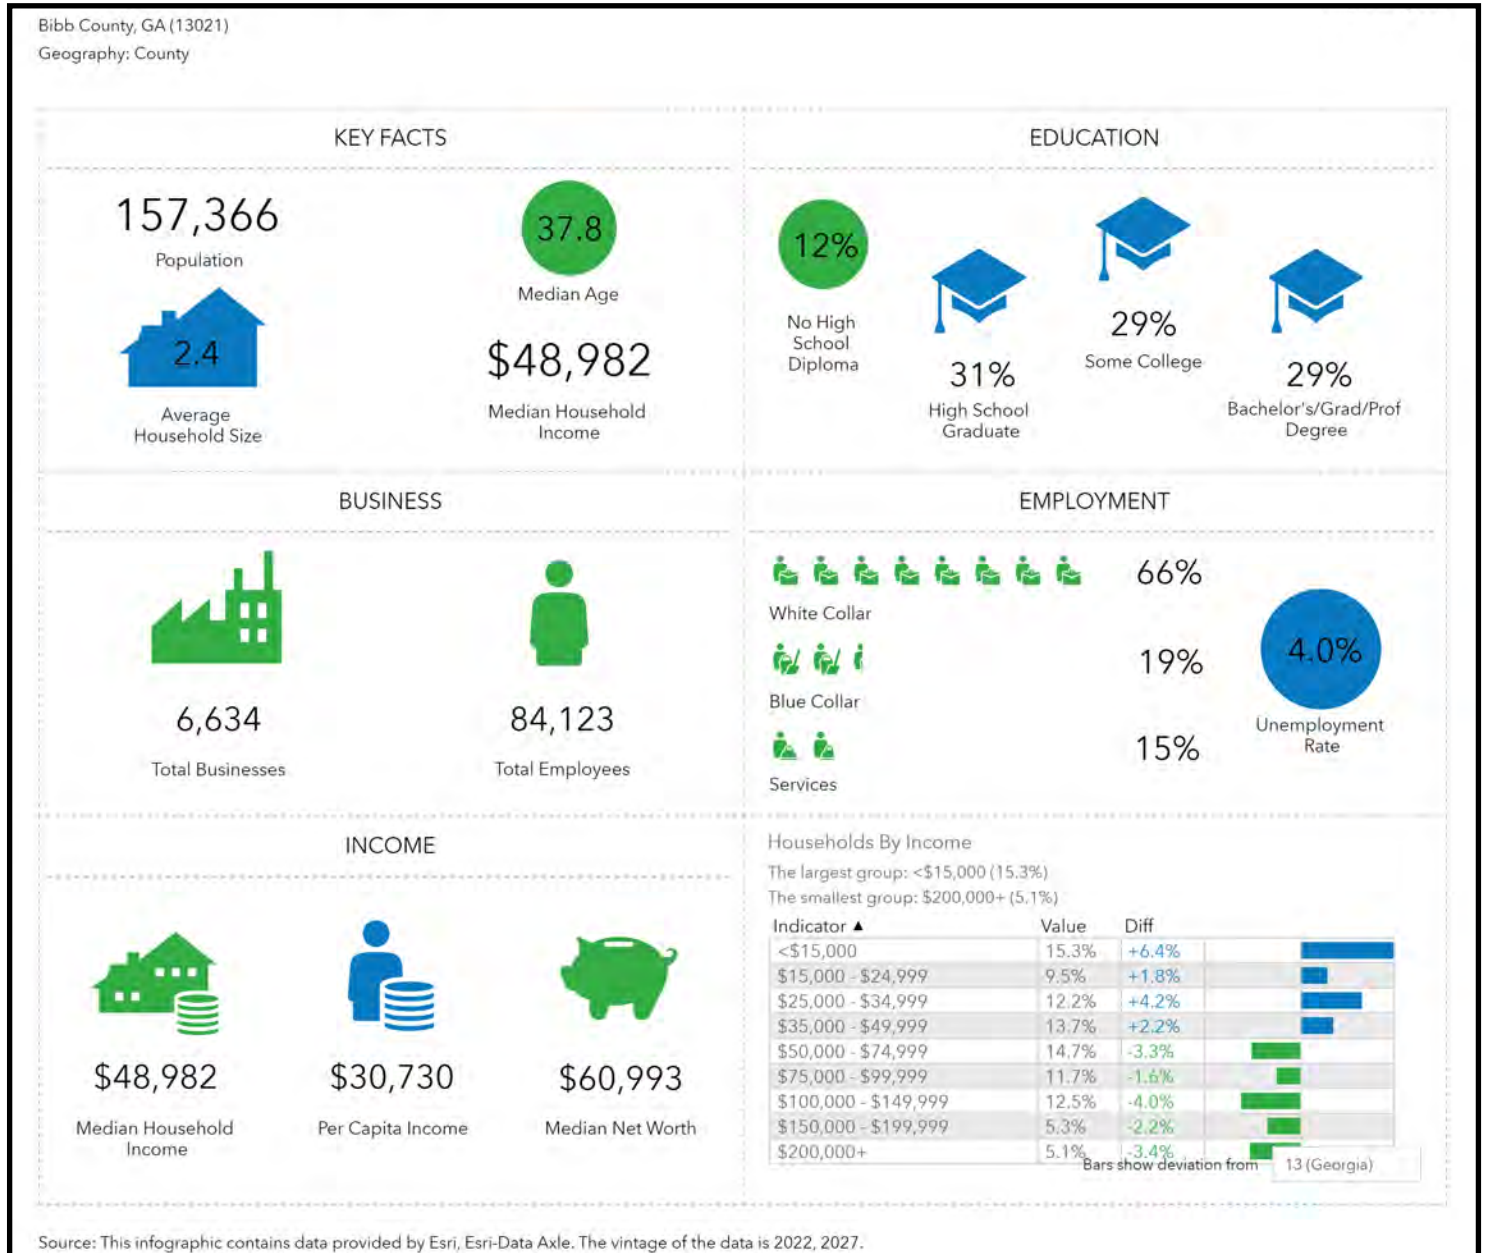 Bibb County, GA (13021)
Geography: County
KEY FACTS
157,366
Population
37.8
Median Age
2.4
Average
Household Size
$48,982
Median Household
Income
EDUCATION
12%
No High
School
Diploma
31%
High School
Graduate
29%
Some College
29%
Bachelor's/Grad/Prof
Degree
BUSINESS
6,634
Total Businesses
84,123
Total Employees
EMPLOYMENT
66%
White Collar
19%
Blue Collar
15%
Services
4.0%
Unemployment
Rate
INCOME
$48,982
Median Household
Income
$30,730
Per Capita Income
$60,993
Median Net Worth
Households By Income
The largest group: <$15,000 (15.3%)
The smallest group: $200,000+ (5.1%)
Indicator ▲ Value Diff
<$15,000 15.3% +6.4%
$15,000 - $24,999 9.5% +1.8%
$25,000 - $34,999 12.2% +4.2%
$35,000 - $49,999 13.7% +2.2%
$50,000 - $74,999 14.7% -3.3%
$75,000 - $99,999 11.7% -1.6%
$100,000 - $149,999 12.5% -4.0%
$150,000 - $199,999 5.3% -2.2%
$200,000+ 5.1% -3.4%
Bars show deviation from 13 (Georgia)
Source: This infographic contains data provided by Esri, Esri-Data Axle. The vintage of the data is 2022, 2027.